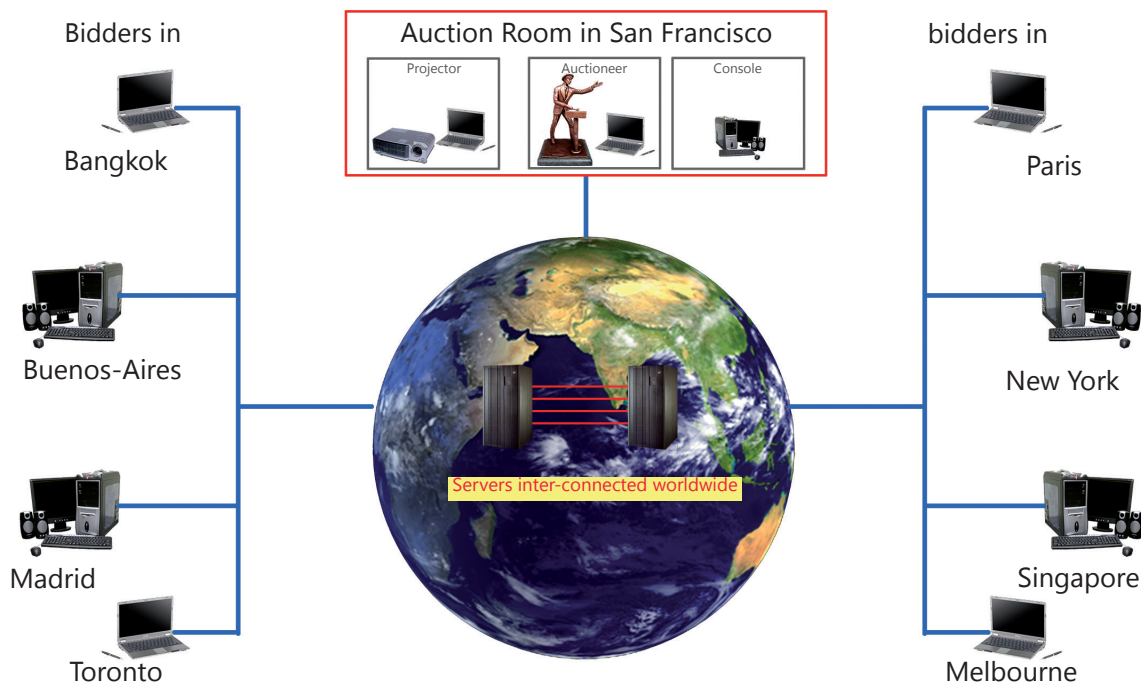 Bidders in
Auction Room in San Francisco
bidders in
Projector
Auctioneer
Console
Bangkok
Paris
Buenos-Aires
New York
Servers inter-connected worldwide
Madrid
Singapore
Toronto
Melbourne